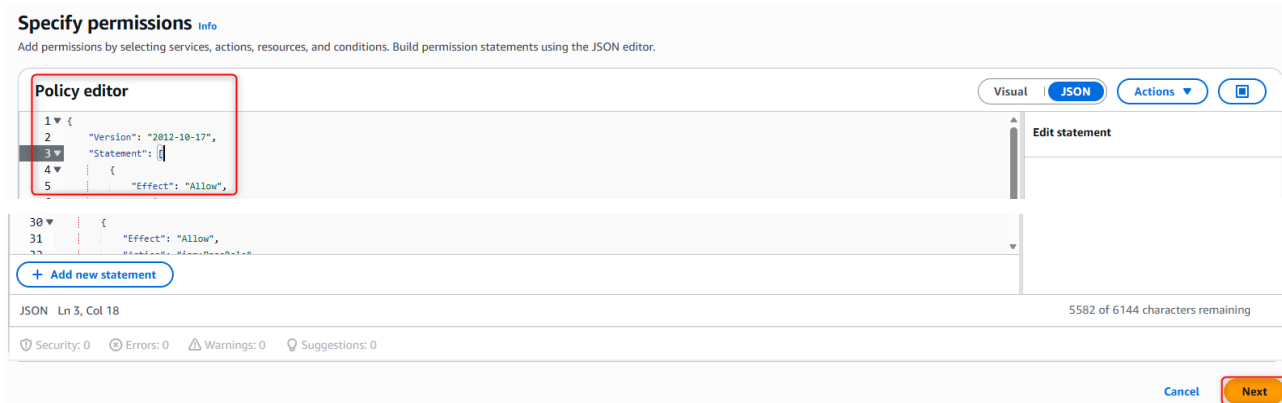 Specify permissions Info
Add permissions by selecting services, actions, resources, and conditions. Build permission statements using the JSON editor.
Policy editor
Visual JSON Actions ▼
Edit statement
1 ▼ {
2 "Version": "2012-10-17",
3 ▼ "Statement": [
4 ▼ {
5 "Effect": "Allow",
30 ▼ {
31 "Effect": "Allow",
+ Add new statement
JSON Ln 3, Col 18
5582 of 6144 characters remaining
Security: 0 Errors: 0 Warnings: 0 Suggestions: 0
Cancel Next